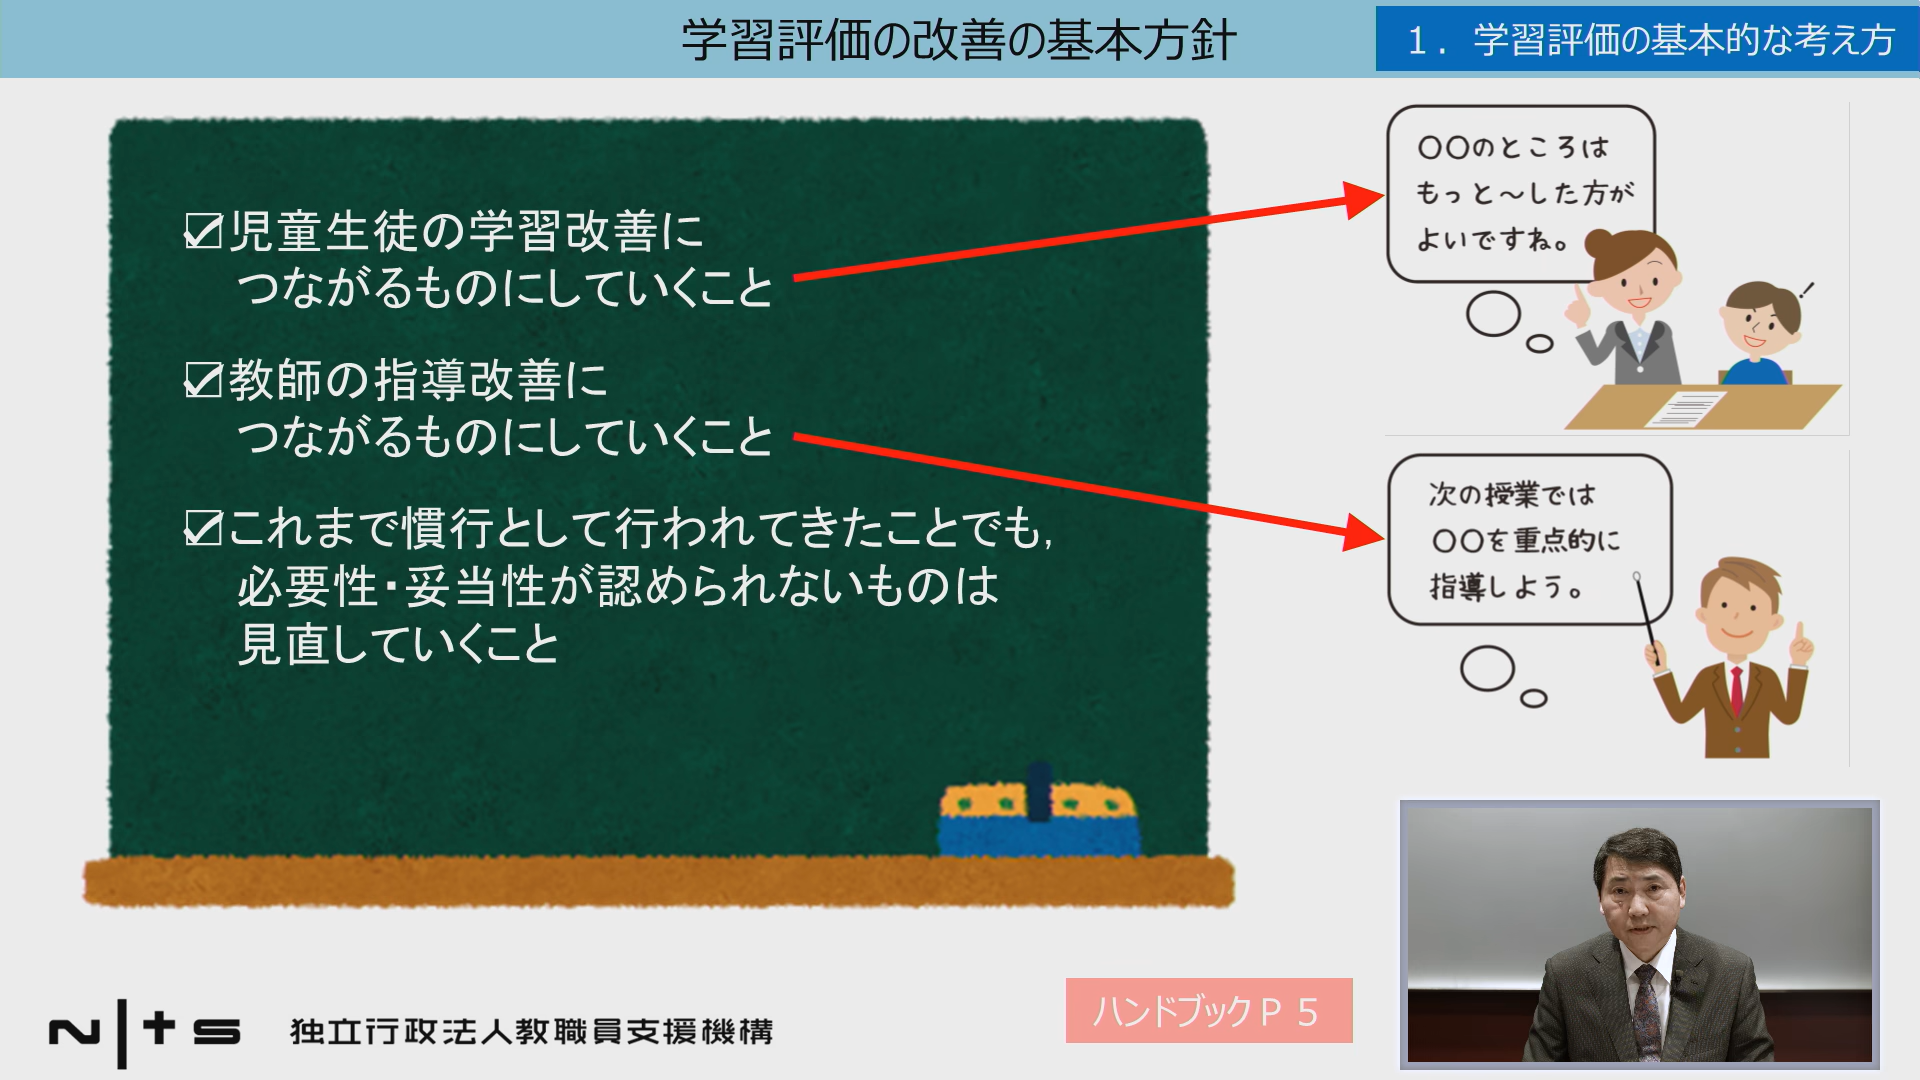 学習評価の改善の基本方針
1．学習評価の基本的な考え方
☑児童生徒の学習改善に
つながるものにしていくこと
☑教師の指導改善に
つながるものにしていくこと
☑これまで慣行として行われてきたことでも，
必要性・妥当性が認められないものは
見直していくこと
〇〇のところは
もっと～した方が
よいですね。
次の授業では
〇〇を重点的に
指導しよう。
ハンドブックＰ５
NITS 独立行政法人教職員支援機構